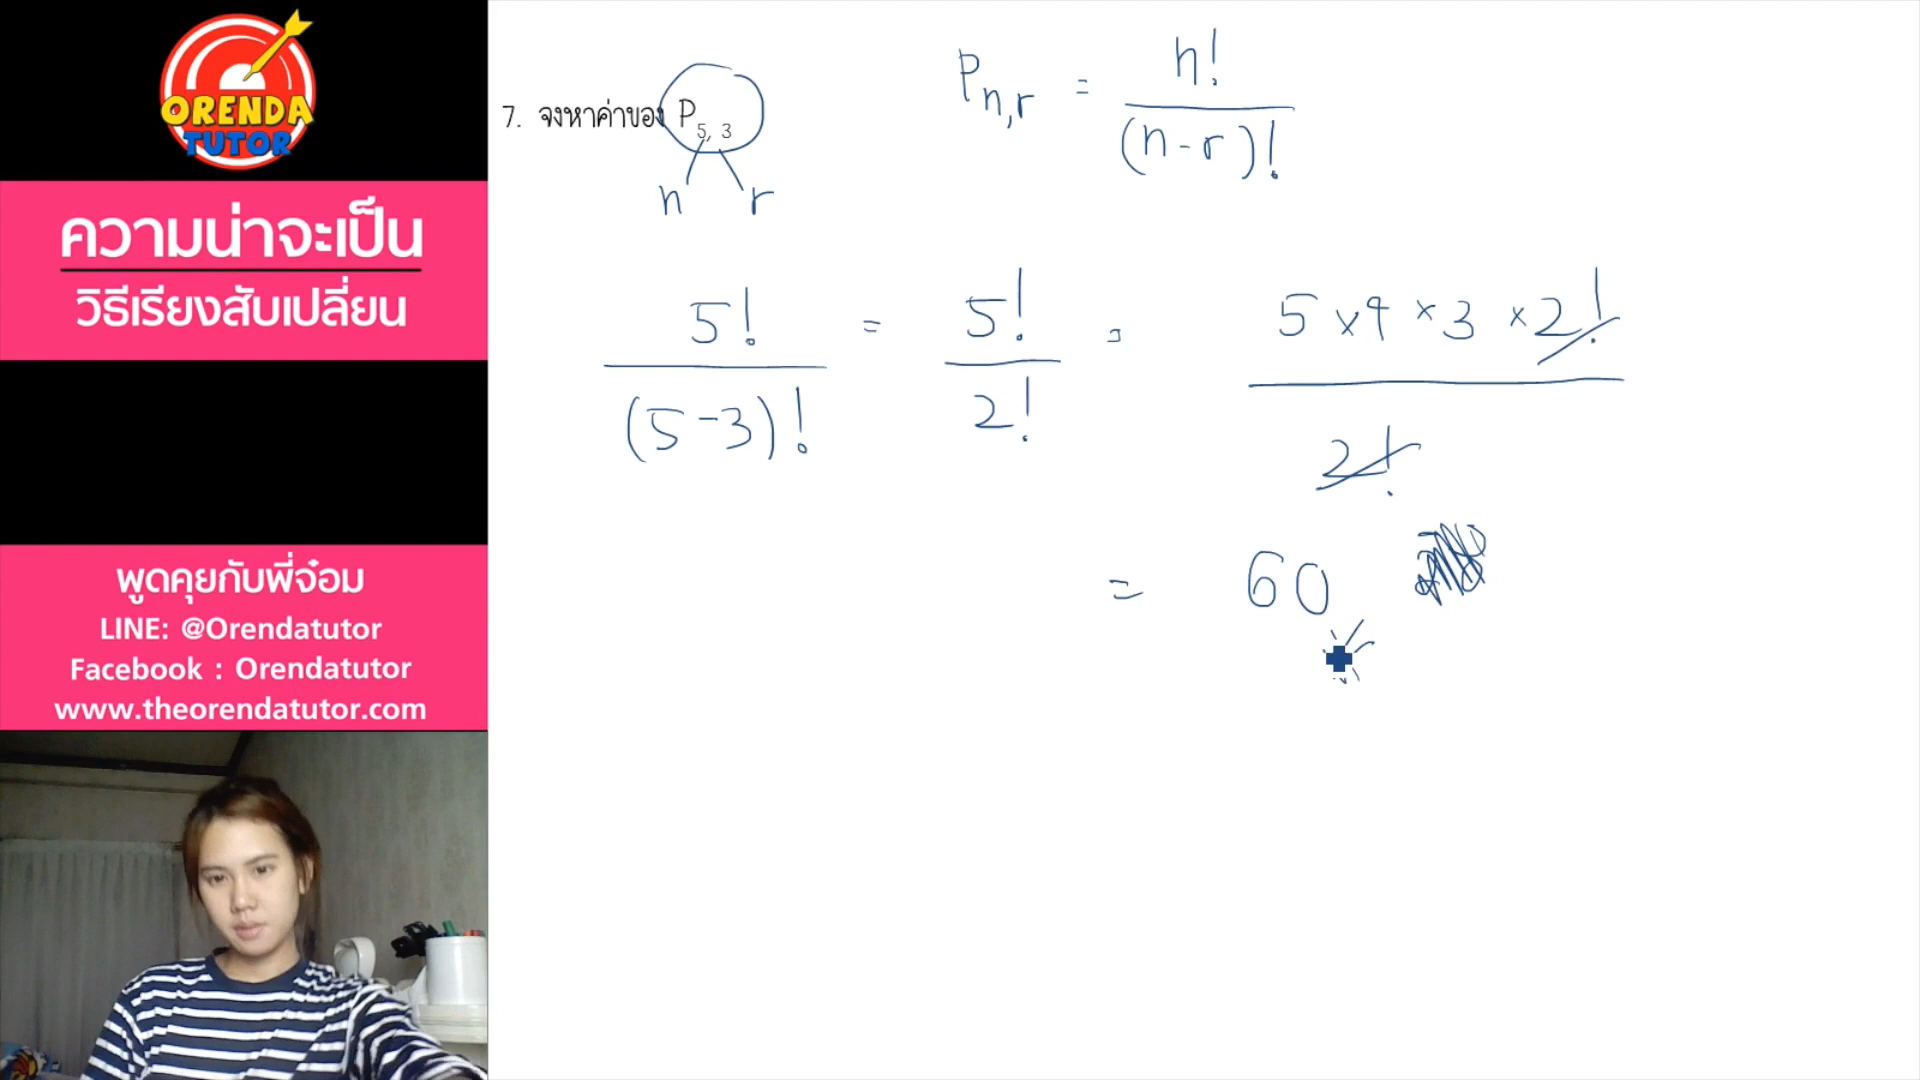 ORENDA
TUTOR
ความน่าจะเป็น
วิธีเรียงสับเปลี่ยน
พูดคุยกับพี่จ๋อม
LINE: @Orendatutor
Facebook : Orendatutor
www.theorendatutor.com
7. จงหาค่าของ P5, 3
n r
Pn,r = n! / (n-r)!
5! / (5-3)! = 5! / 2! = 5 x 4 x 3 x 2! / 2!
= 60